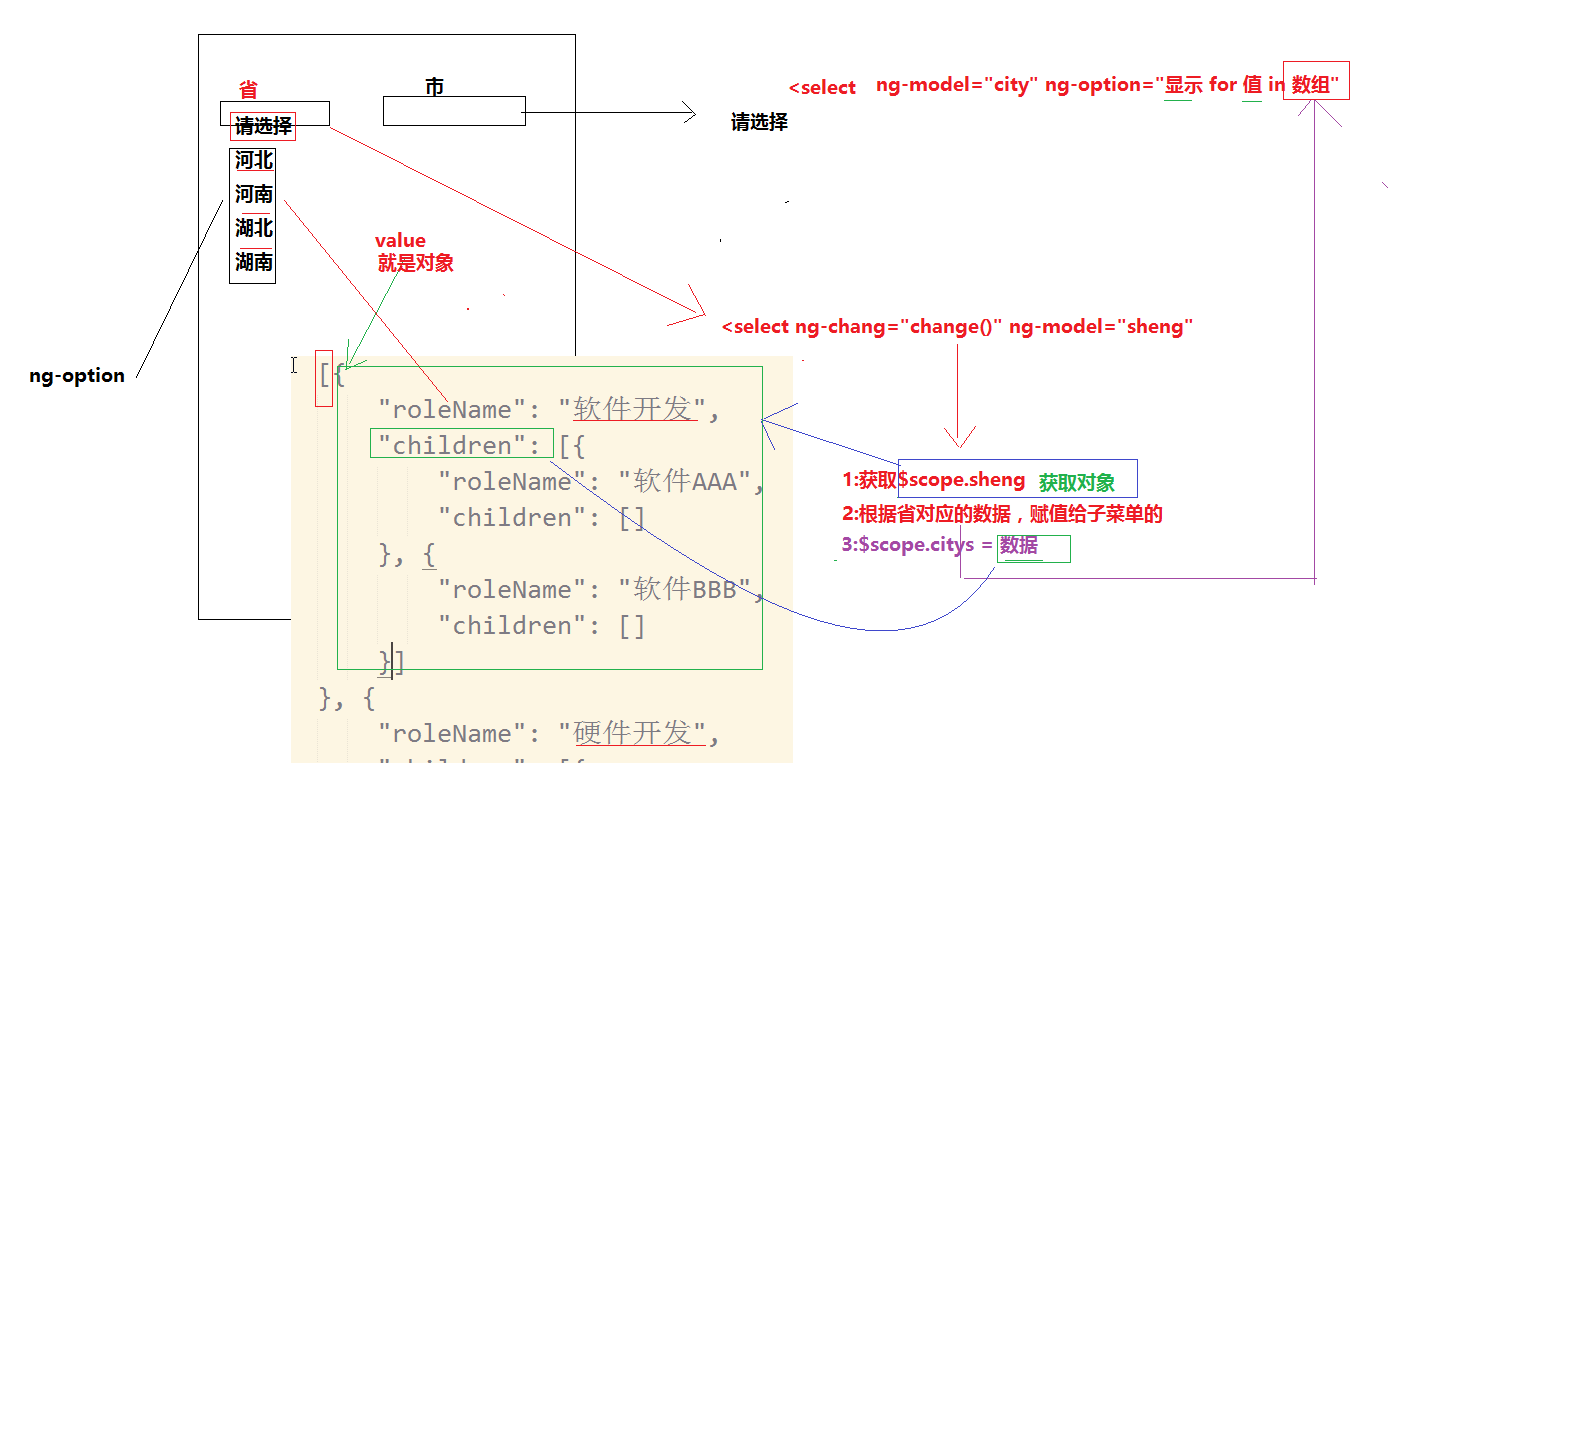 省
市
<select ng-model="city" ng-option="显示 for 值 in 数组"
请选择
请选择
河北
河南
湖北
湖南
value
就是对象
<select ng-chang="change()" ng-model="sheng"
ng-option
[{
"roleName": "软件开发",
"children": [{
"roleName": "软件AAA",
"children": []
}, {
"roleName": "软件BBB",
"children": []
}]
}, {
"roleName": "硬件开发",
1:获取$scope.sheng 获取对象
2:根据省对应的数据，赋值给子菜单的
3:$scope.citys = 数据